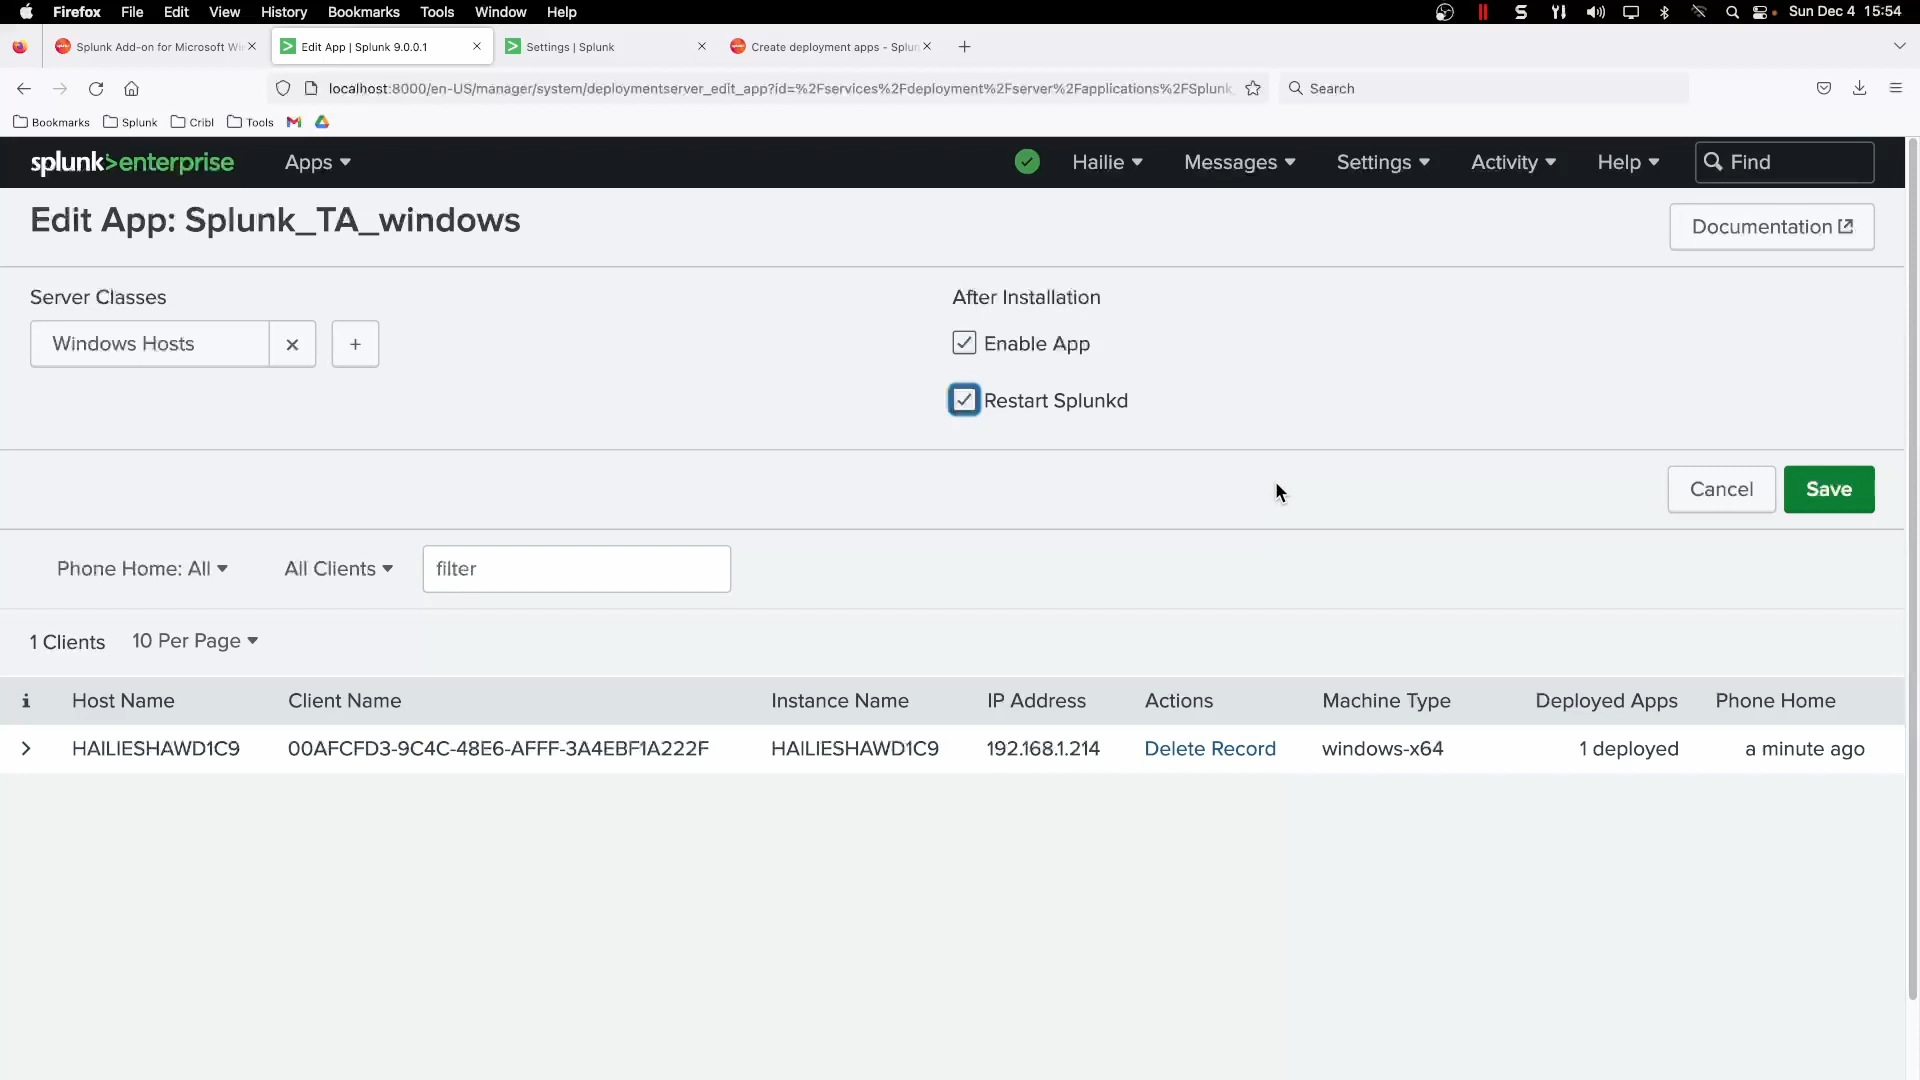 Firefox File Edit View History Bookmarks Tools Window Help Sun Dec 4 15:54
Splunk Add-on for Microsoft Wi Edit App | Splunk 9.0.0.1 Settings | Splunk Create deployment apps - Splun
localhost:8000/en-US/manager/system/deploymentserver_edit_app?id=%2Fservices%2Fdeployment%2Fserver%2Fapplications%2FSplunk_ Search
Bookmarks Splunk Cribl Tools
splunk>enterprise Apps Hailie Messages Settings Activity Help Find
Edit App: Splunk_TA_windows
Documentation
Server Classes
Windows Hosts
+
After Installation
Enable App
Restart Splunkd
Cancel Save
Phone Home: All All Clients filter
1 Clients 10 Per Page
i Host Name Client Name Instance Name IP Address Actions Machine Type Deployed Apps Phone Home
HAILIESHAWD1C9 00AFCFD3-9C4C-48E6-AFFF-3A4EBF1A222F HAILIESHAWD1C9 192.168.1.214 Delete Record windows-x64 1 deployed a minute ago